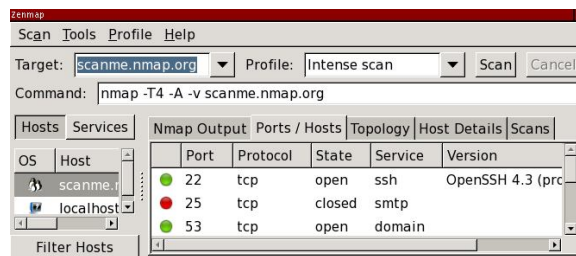 Zenmap
Scan Tools Profile Help
Target: scanme.nmap.org Profile: Intense scan Scan Cancel
Command: nmap -T4 -A -v scanme.nmap.org
Hosts Services Nmap Output Ports / Hosts Topology Host Details Scans
OS Host Port Protocol State Service Version
scanme.n 22 tcp open ssh OpenSSH 4.3 (prc
localhost 25 tcp closed smtp
53 tcp open domain
Filter Hosts